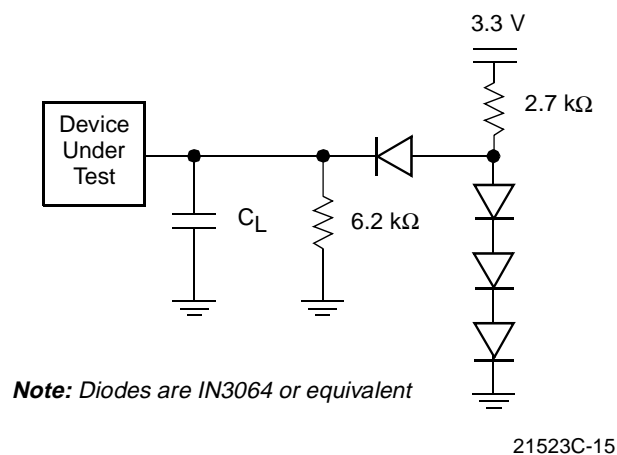 3.3 V
2.7 kΩ
Device
Under
Test
CL
6.2 kΩ
Note: Diodes are IN3064 or equivalent
21523C-15